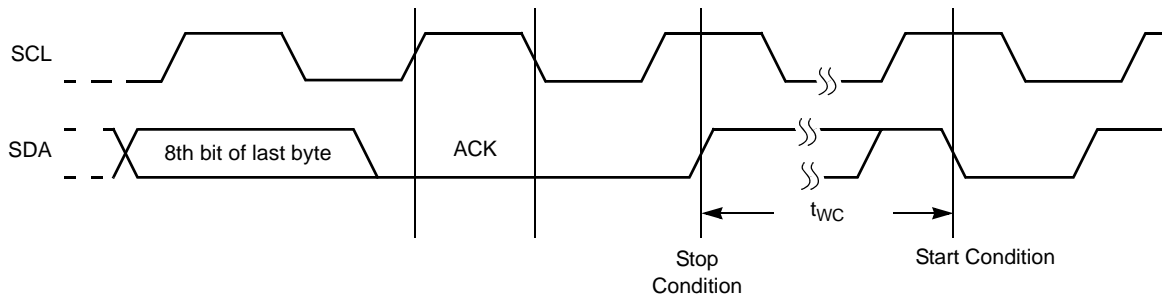 SCL
SDA
8th bit of last byte
ACK
tWC
Stop
Condition
Start Condition